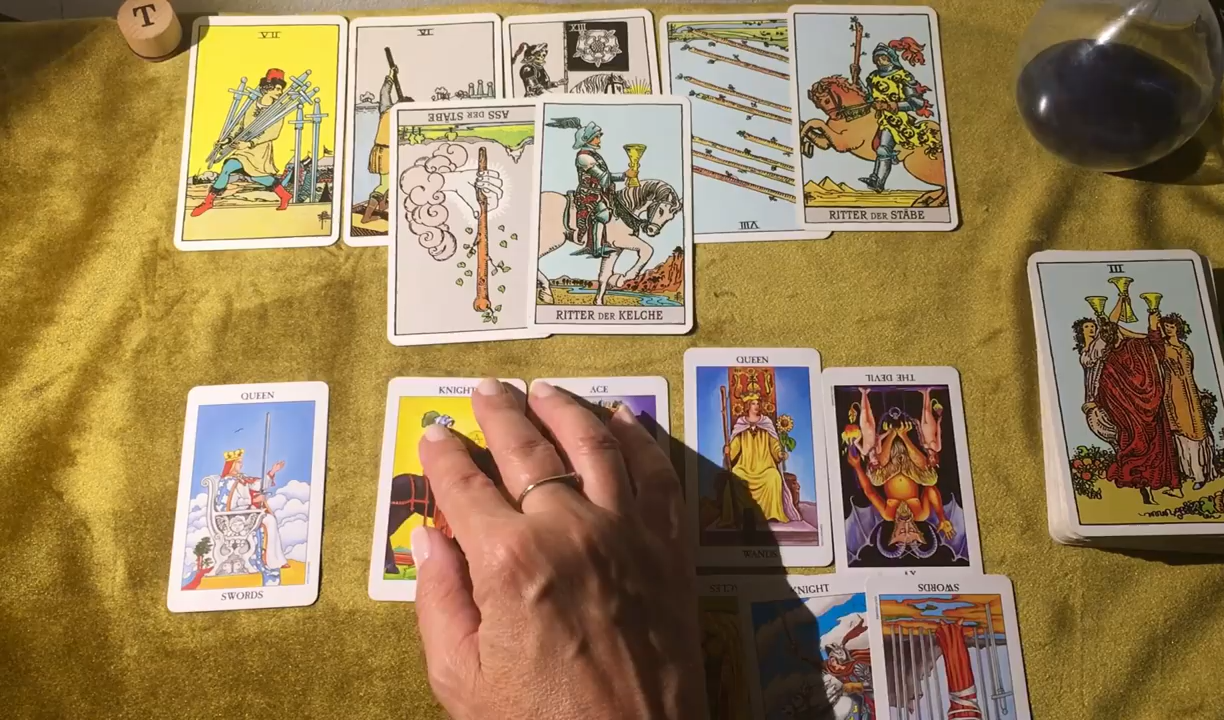 T
VII
VI
XIII
ASS DER STÄBE
VIII
RITTER DER STÄBE
RITTER DER KELCHE
III
QUEEN
SWORDS
KNIGHT
ACE
QUEEN
WANDS
THE DEVIL
KNIGHT
SWORDS